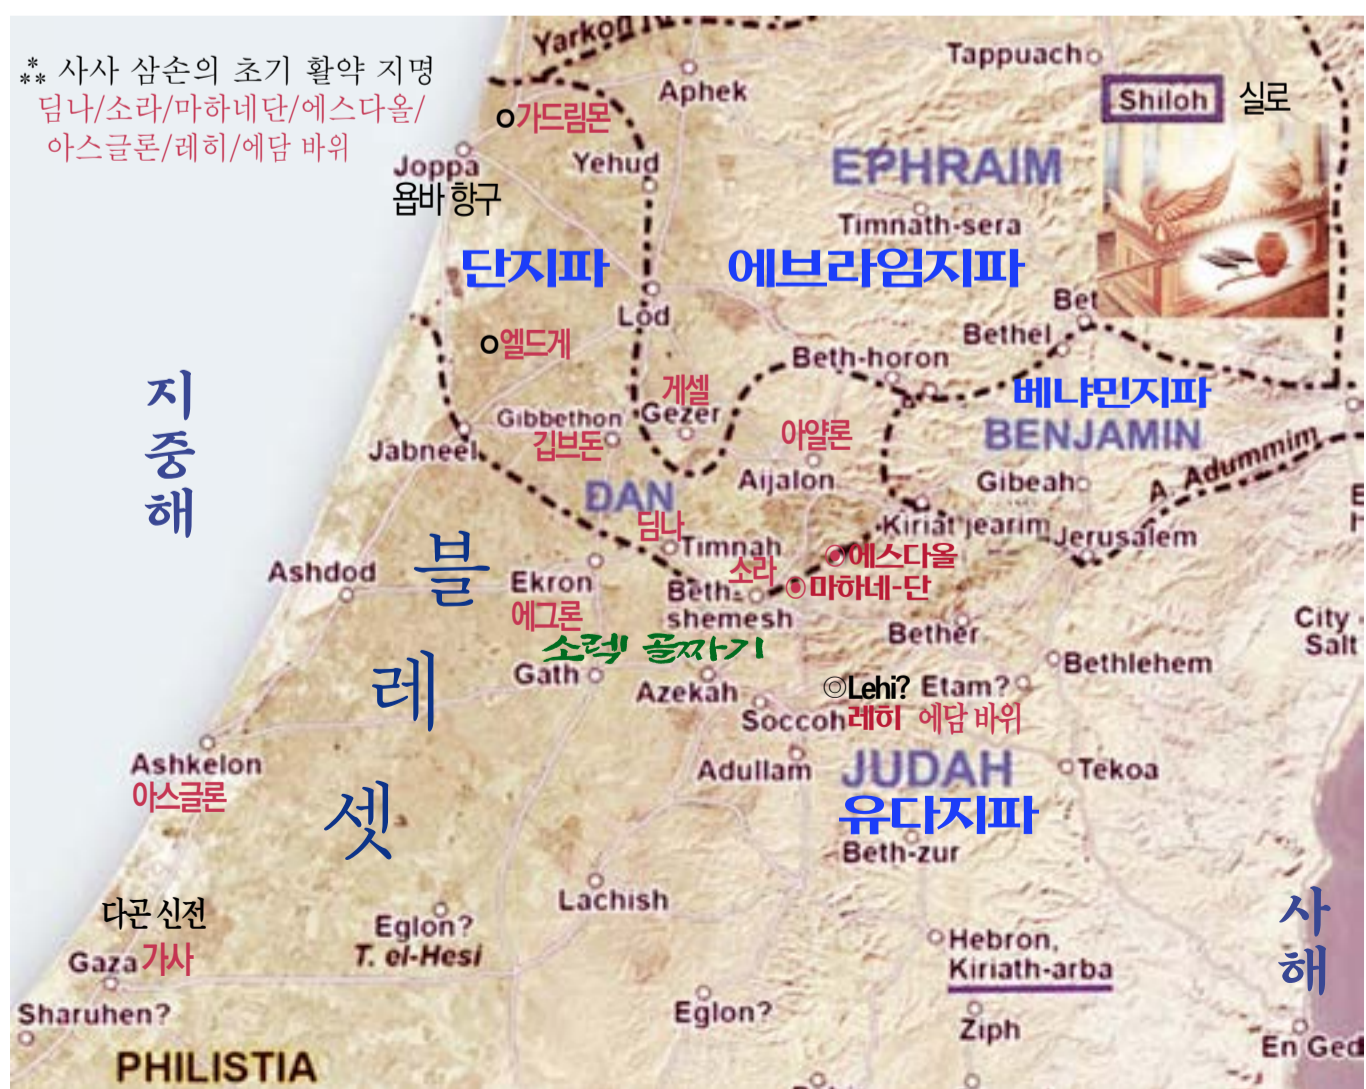 ⁂ 사사 삼손의 초기 활약 지명
딤나/소라/마하네단/에스다올/
아스글론/레히/에담 바위
Yarkon
Tappuach
Aphek
Shiloh
실로
가드림몬
Joppa
욥바 항구
Yehud
EPHRAIM
Timnath-sera
단지파
에브라임지파
Lod
Bet
Bethel
엘드게
Beth-horon
지중해
게셀
Gezer
베냐민지파
BENJAMIN
Gibbethon
깁브돈
아얄론
Aijalon
Jabneel
A. Adummim
Gibeah
DAN
딤나
Timnah
Kiriat jearim
Jerusalem
에스다올
소라
마하네-단
블레셋
Ashdod
Ekron
에그론
Beth-
shemesh
Bether
City
Salt
소렉 골짜기
Gath
Azekah
Bethlehem
Lehi?
레히
Etam?
에담 바위
Soccoh
Ashkelon
아스글론
Adullam
JUDAH
유다지파
Tekoa
Beth-zur
Lachish
다곤 신전
Gaza 가사
Eglon?
T. el-Hesi
Hebron,
Kiriath-arba
사해
Sharuhen?
Eglon?
Ziph
En Ged
PHILISTIA